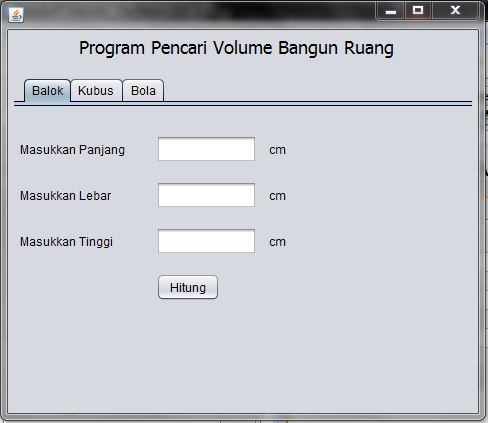 Program Pencari Volume Bangun Ruang
Balok Kubus Bola
Masukkan Panjang cm
Masukkan Lebar cm
Masukkan Tinggi cm
Hitung